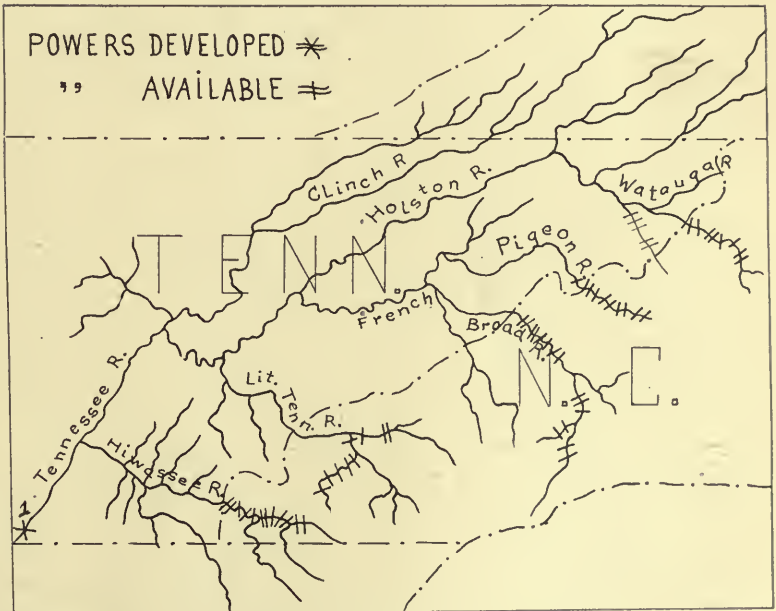 POWERS DEVELOPED
" AVAILABLE
Clinch R
Holston R.
Watauga R
TENN.
Pigeon R.
French
Broad R.
N. C.
Tennessee R.
Lit. Tenn. R.
Hiwassee R.
1